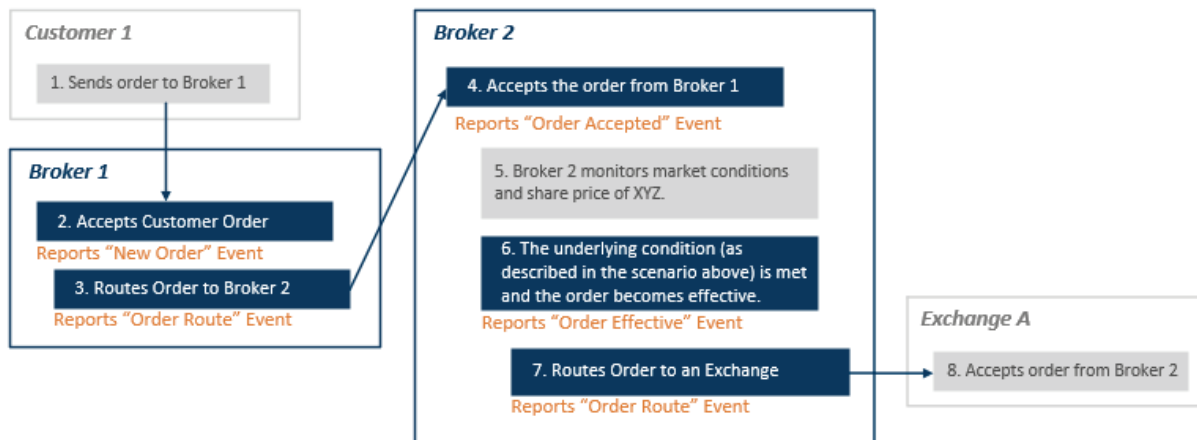 Customer 1
1. Sends order to Broker 1
Broker 1
2. Accepts Customer Order
Reports “New Order” Event
3. Routes Order to Broker 2
Reports “Order Route” Event
Broker 2
4. Accepts the order from Broker 1
Reports “Order Accepted” Event
5. Broker 2 monitors market conditions
and share price of XYZ.
6. The underlying condition (as
described in the scenario above) is met
and the order becomes effective.
Reports “Order Effective” Event
7. Routes Order to an Exchange
Reports “Order Route” Event
Exchange A
8. Accepts order from Broker 2